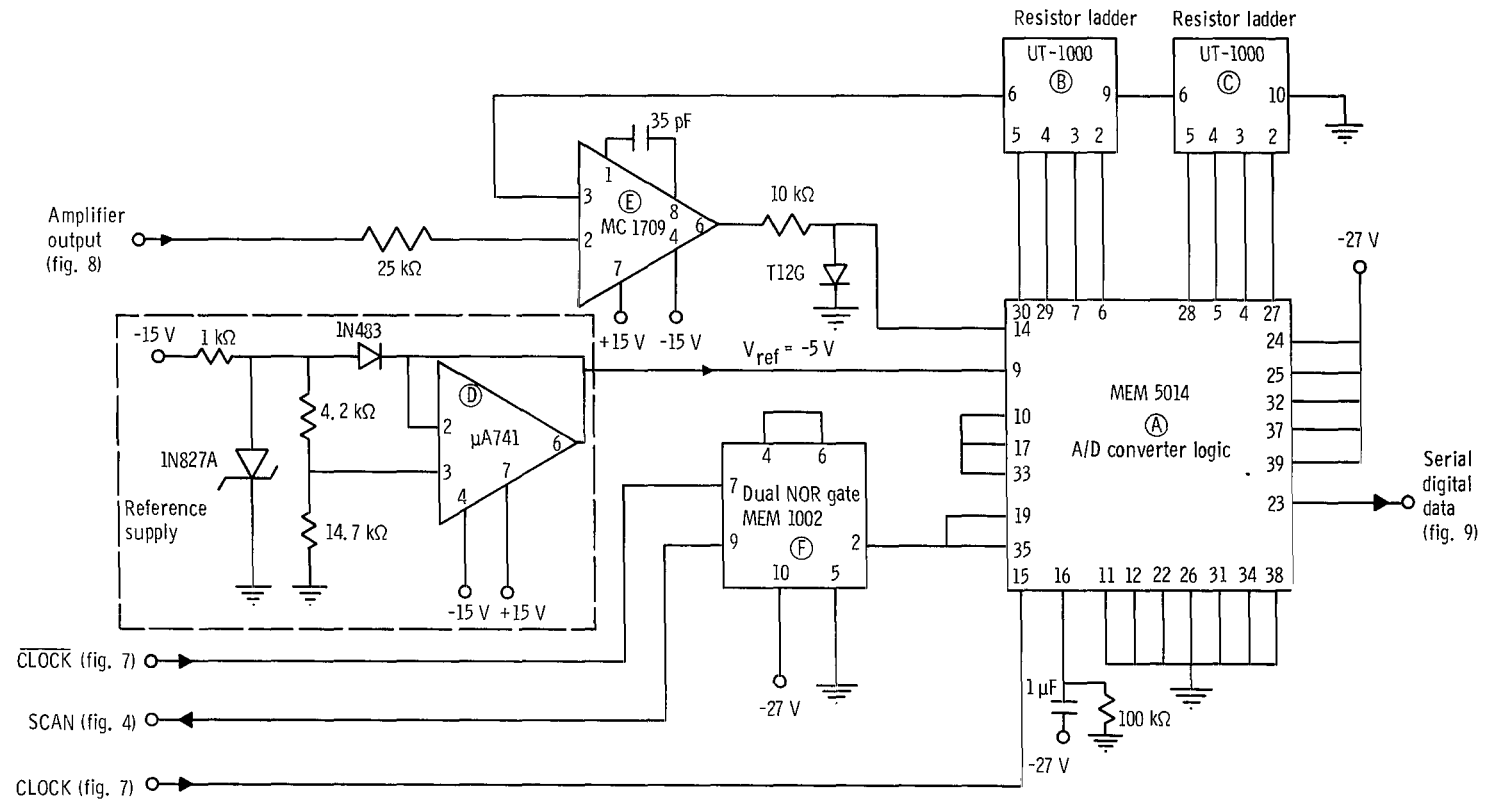 Resistor ladder
Resistor ladder
UT-1000
B
6
9
5 4 3 2
UT-1000
C
6
10
5 4 3 2
35 pF
1
3
E
8
MC 1709
6
2
4
7
10 kΩ
T12G
Amplifier
output
(fig. 8)
25 kΩ
+15 V
-15 V
-27 V
-15 V
1 kΩ
1N483
4.2 kΩ
1N827A
14.7 kΩ
Reference
supply
D
2
μA741
6
3
7
4
-15 V
+15 V
Vref = -5 V
30 29 7 6 28 5 4 27
14
9
10
17
33
19
35
MEM 5014
A
A/D converter logic
24
25
32
37
39
23
15 16 11 12 22 26 31 34 38
Serial
digital
data
(fig. 9)
4 6
7
Dual NOR gate
MEM 1002
F
9
2
10 5
-27 V
1 μF
100 kΩ
-27 V
C̅L̅O̅C̅K̅ (fig. 7)
SCAN (fig. 4)
CLOCK (fig. 7)